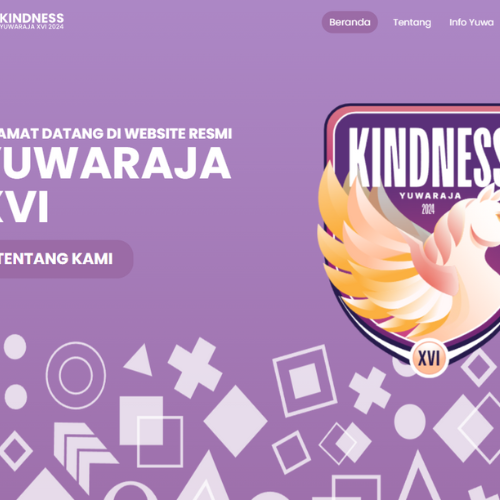 KINDNESS
YUWARAJA XVI 2024
Beranda
Tentang
Info Yuwa
AMAT DATANG DI WEBSITE RESMI
YUWARAJA
XVI
TENTANG KAMI
KINDNESS
YUWARAJA
2024
XVI